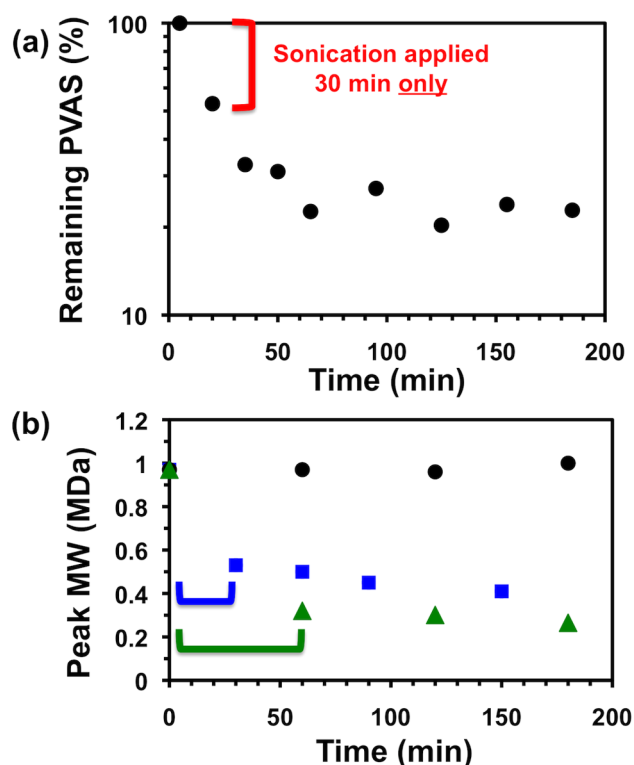 (a)
Remaining PVAS (%)
100
10
Sonication applied
30 min only
0 50 100 150 200
Time (min)
(b)
Peak MW (MDa)
1.2
1
0.8
0.6
0.4
0.2
0
0 50 100 150 200
Time (min)